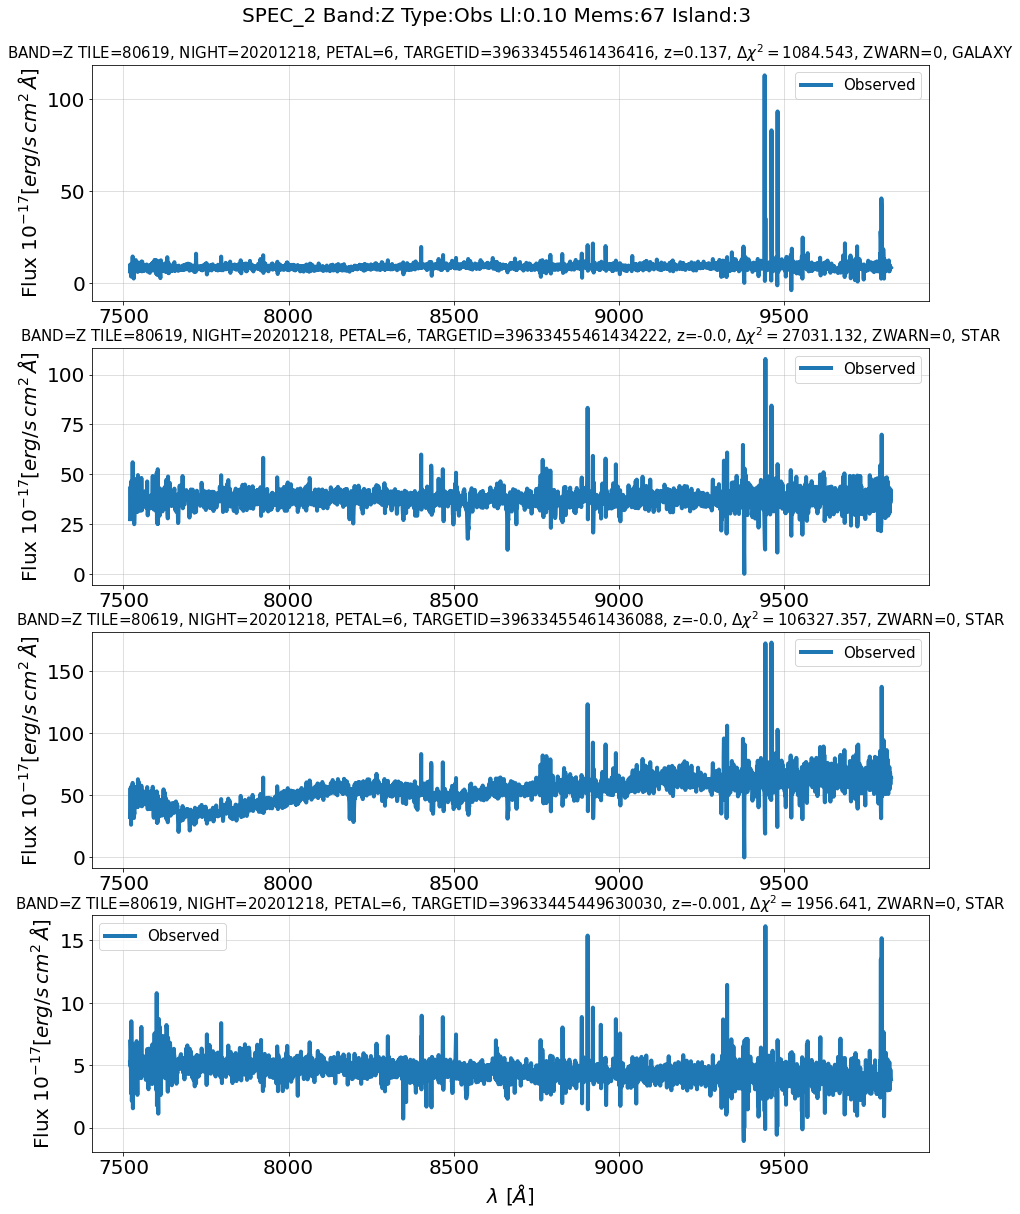 SPEC_2 Band:Z Type:Obs Ll:0.10 Mems:67 Island:3
BAND=Z TILE=80619, NIGHT=20201218, PETAL=6, TARGETID=39633455461436416, z=0.137, Δχ² = 1084.543, ZWARN=0, GALAXY
Flux 10⁻¹⁷[erg/s cm² Å]
100
50
0
Observed
7500 8000 8500 9000 9500
BAND=Z TILE=80619, NIGHT=20201218, PETAL=6, TARGETID=39633455461434222, z=-0.0, Δχ² = 27031.132, ZWARN=0, STAR
Flux 10⁻¹⁷[erg/s cm² Å]
100
75
50
25
0
Observed
7500 8000 8500 9000 9500
BAND=Z TILE=80619, NIGHT=20201218, PETAL=6, TARGETID=39633455461436088, z=-0.0, Δχ² = 106327.357, ZWARN=0, STAR
Flux 10⁻¹⁷[erg/s cm² Å]
150
100
50
0
Observed
7500 8000 8500 9000 9500
BAND=Z TILE=80619, NIGHT=20201218, PETAL=6, TARGETID=39633445449630030, z=-0.001, Δχ² = 1956.641, ZWARN=0, STAR
Flux 10⁻¹⁷[erg/s cm² Å]
15
10
5
0
Observed
7500 8000 8500 9000 9500
λ [Å]